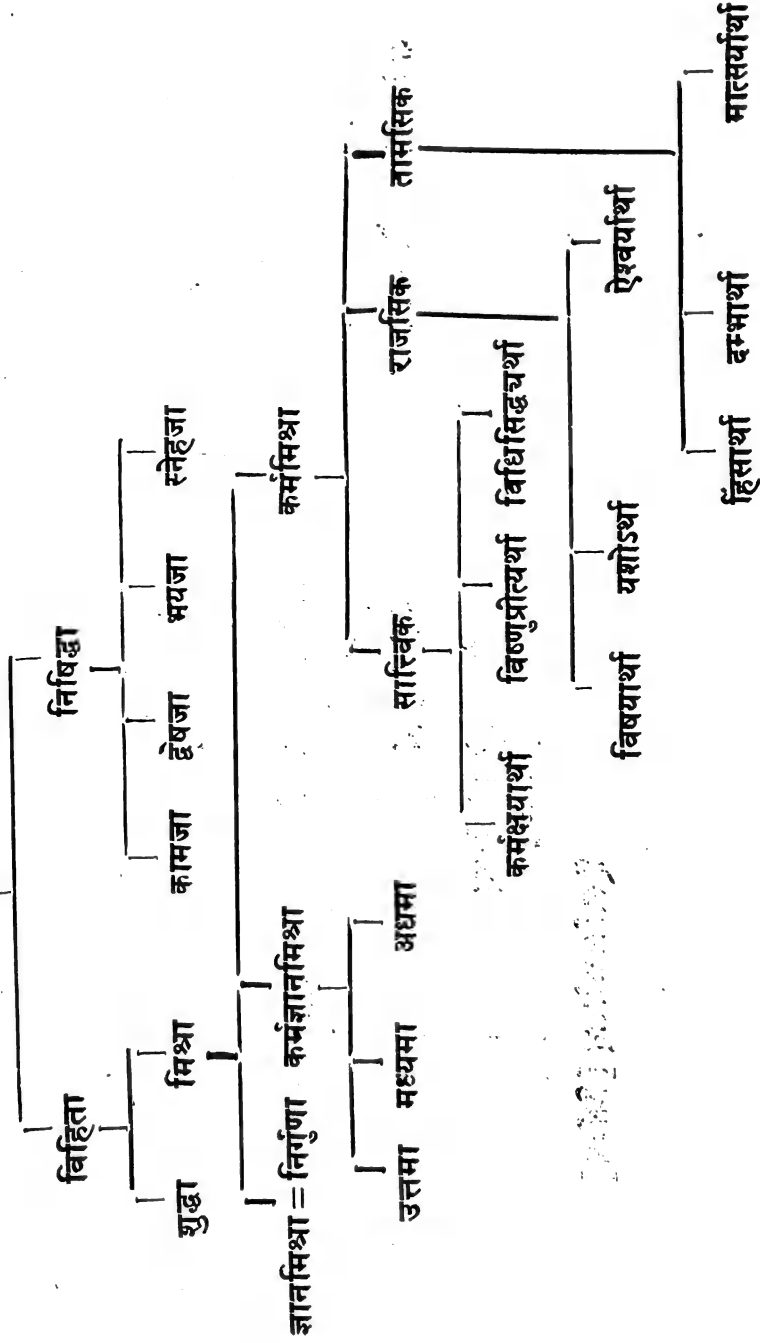 विहिता निषिद्धा
शुद्धा मिश्रा कामजा द्वेषजा भयजा स्नेहजा
ज्ञानमिश्रा = निर्गुणा कर्मज्ञानमिश्रा कर्ममिश्रा
उत्तमा मध्यमा अधमा सात्त्विक राजसिक तामसिक
कर्मक्षयार्था विष्णुप्रीत्यर्था विधिसिद्ध्यर्था
विषयार्था यशोऽर्था ऐश्वर्यार्था
हिंसार्था दम्भार्था मात्सर्यार्था